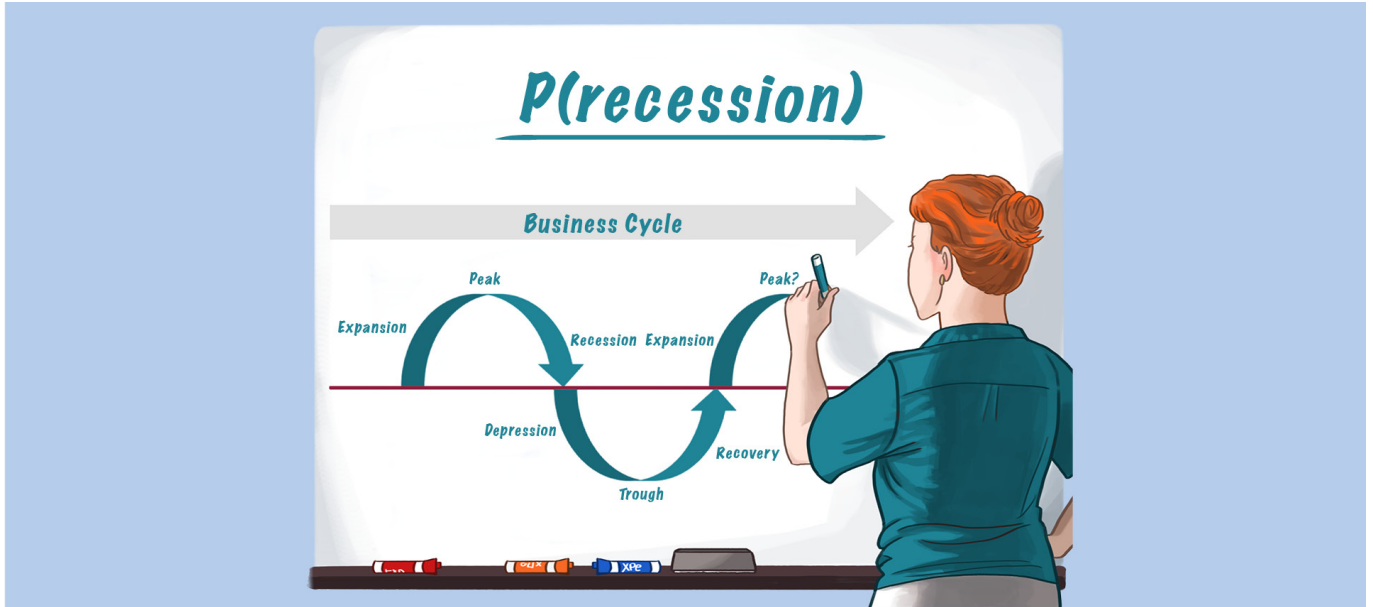 P(recession)
Business Cycle
Peak
Peak?
Expansion
Recession
Expansion
Depression
Recovery
Trough